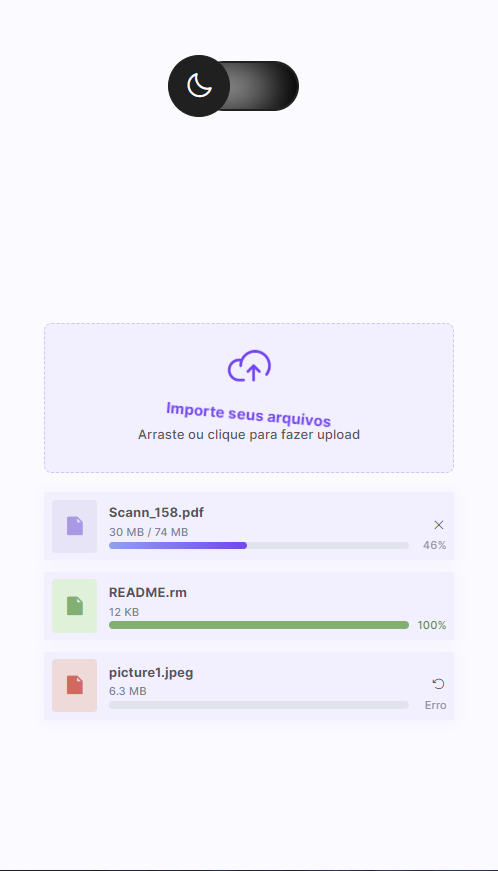 Importe seus arquivos
Arraste ou clique para fazer upload
Scann_158.pdf
30 MB / 74 MB
46%
README.rm
12 KB
100%
picture1.jpeg
6.3 MB
Erro